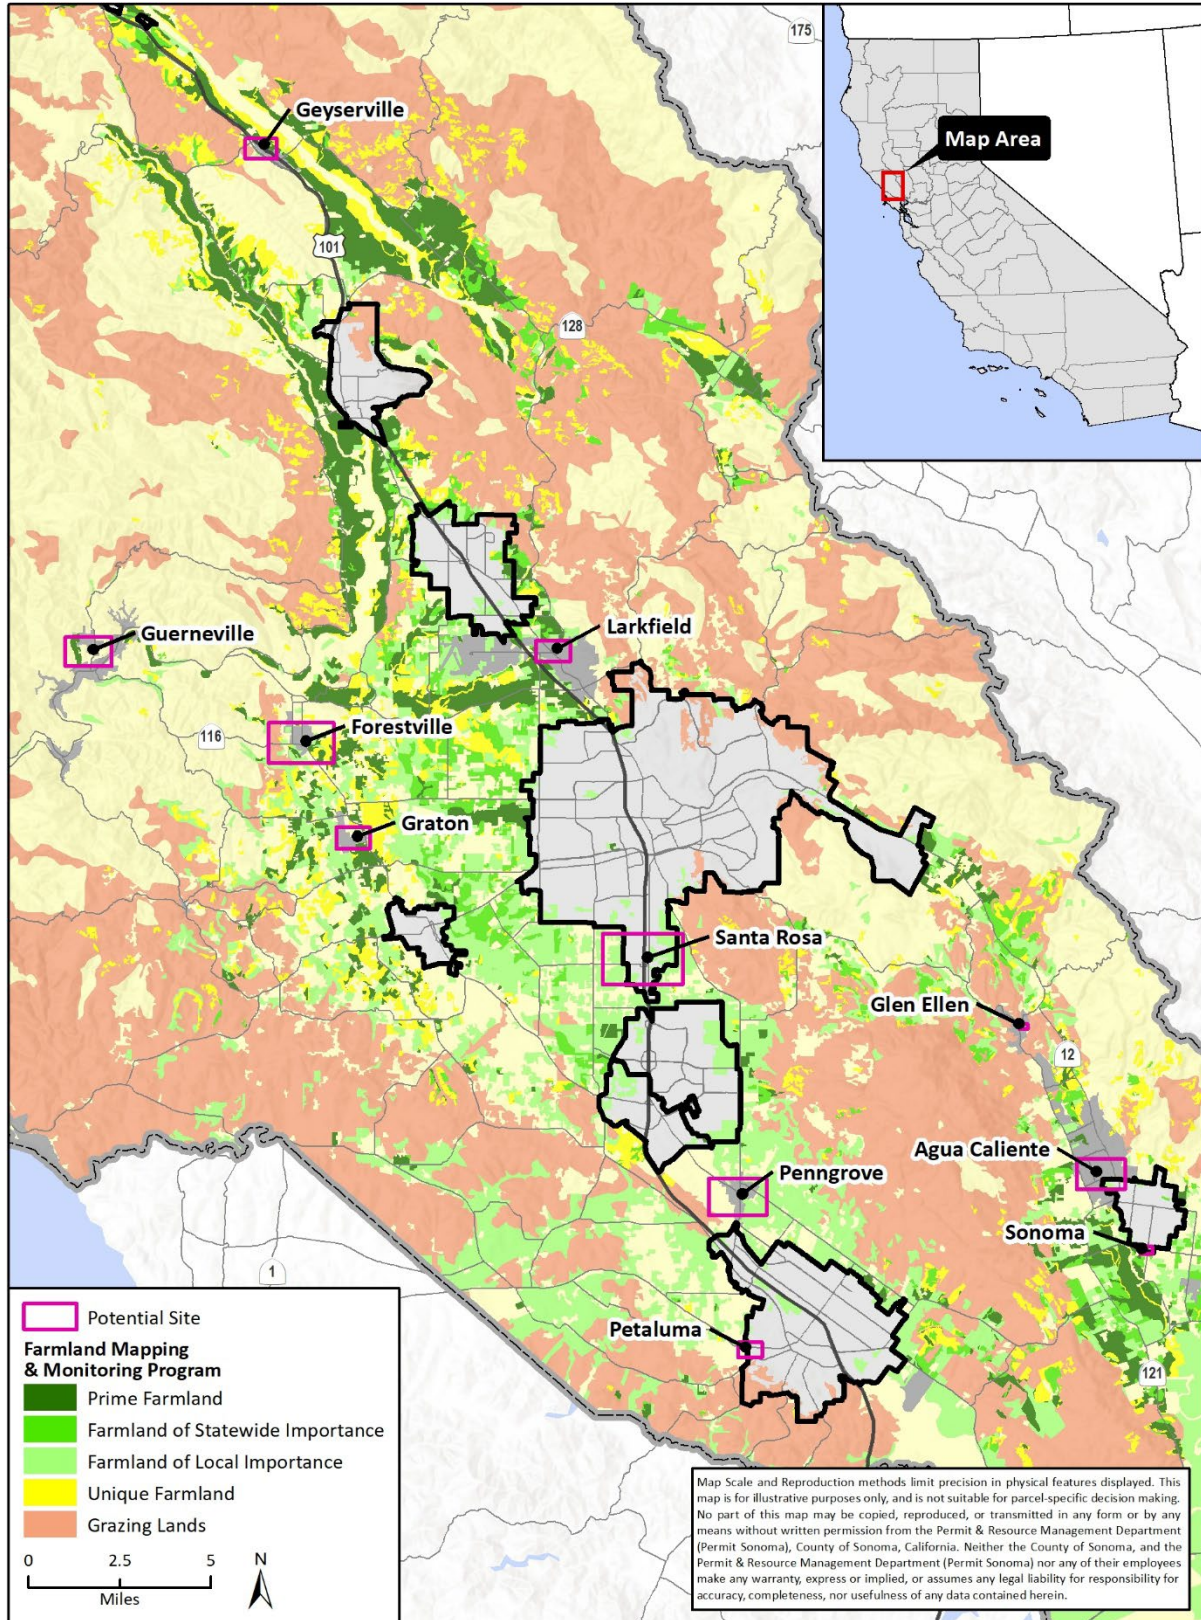 175
Geyserville
Map Area
101
128
Guerneville
Larkfield
Forestville
116
Graton
Santa Rosa
Glen Ellen
12
Agua Caliente
Penngrove
Sonoma
1
Petaluma
121
Potential Site
Farmland Mapping
& Monitoring Program
Prime Farmland
Farmland of Statewide Importance
Farmland of Local Importance
Unique Farmland
Grazing Lands
0 2.5 5
Miles
N
Map Scale and Reproduction methods limit precision in physical features displayed. This
map is for illustrative purposes only, and is not suitable for parcel-specific decision making.
No part of this map may be copied, reproduced, or transmitted in any form or by any
means without written permission from the Permit & Resource Management Department
(Permit Sonoma), County of Sonoma, California. Neither the County of Sonoma, and the
Permit & Resource Management Department (Permit Sonoma) nor any of their employees
make any warranty, express or implied, or assumes any legal liability for responsibility for
accuracy, completeness, nor usefulness of any data contained herein.